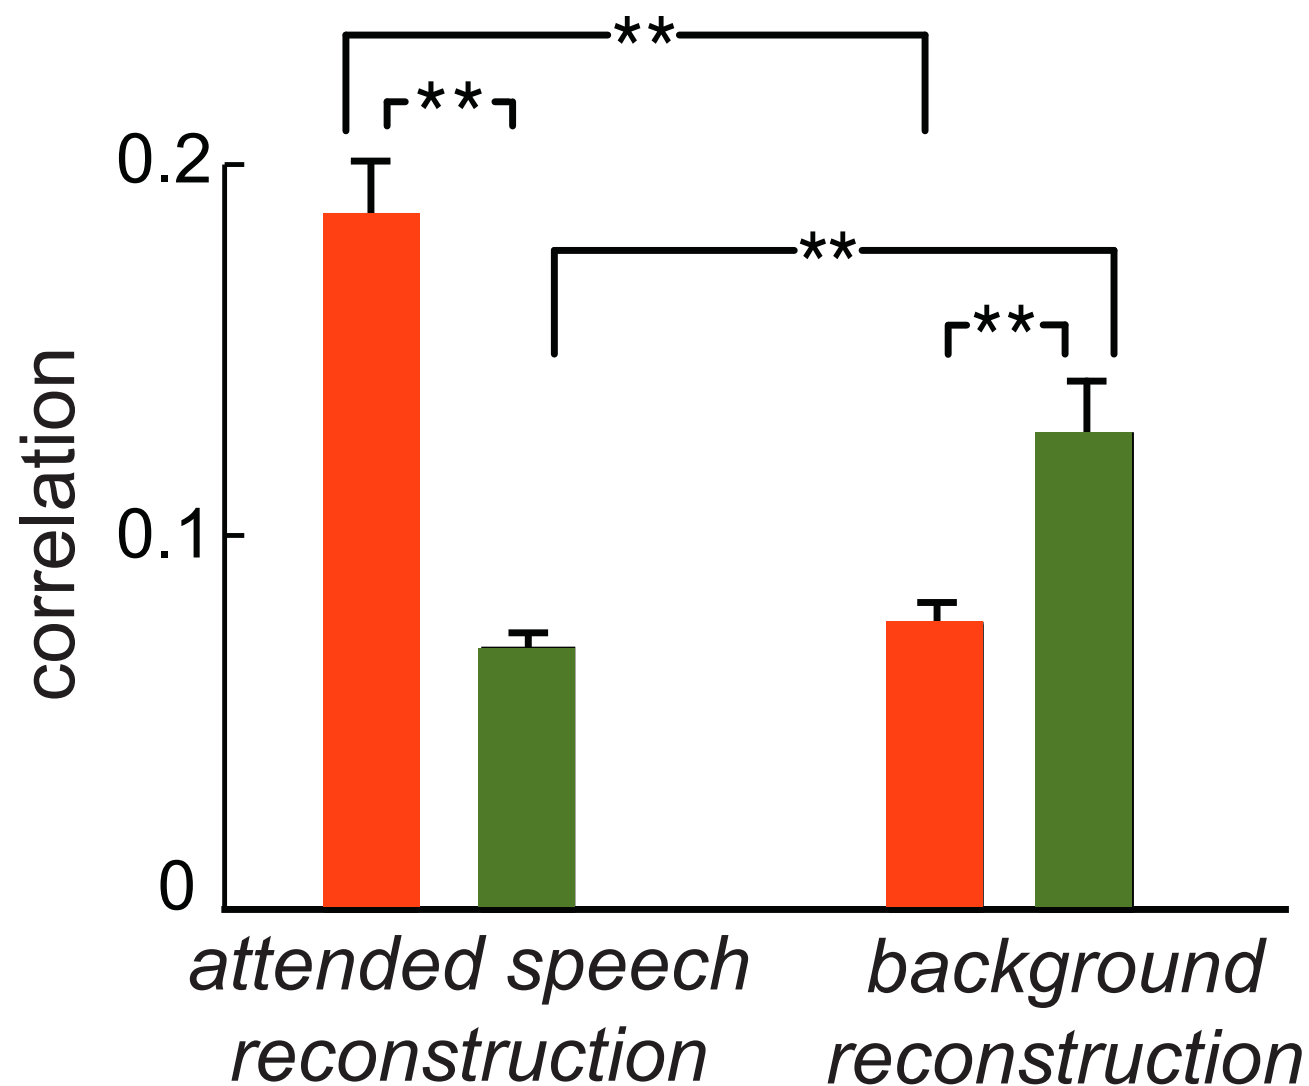 **
**
0.2
**
**
0.1
correlation
0
attended speech
reconstruction
background
reconstruction